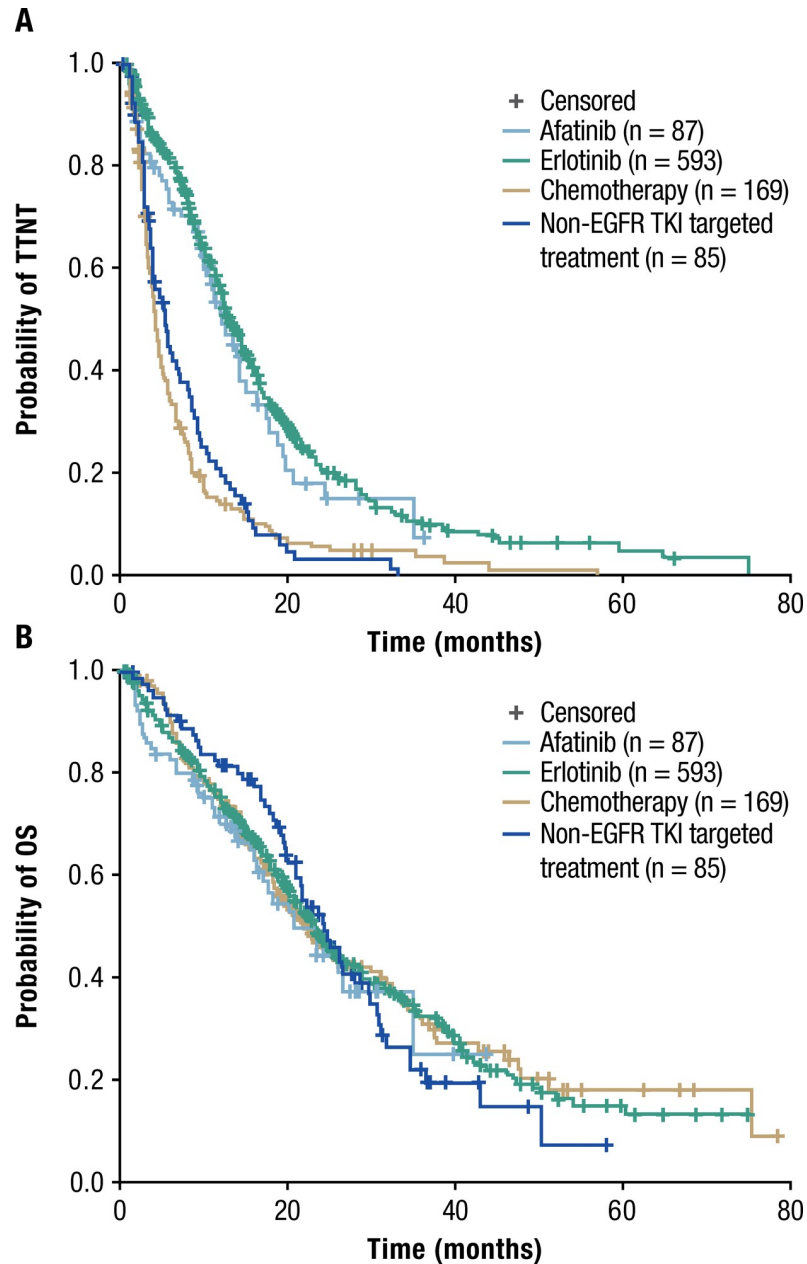 A
1.0
0.8
0.6
0.4
0.2
0.0
Probability of TTNT
Censored
Afatinib (n = 87)
Erlotinib (n = 593)
Chemotherapy (n = 169)
Non-EGFR TKI targeted
treatment (n = 85)
0 20 40 60 80
Time (months)
B
1.0
0.8
0.6
0.4
0.2
0.0
Probability of OS
Censored
Afatinib (n = 87)
Erlotinib (n = 593)
Chemotherapy (n = 169)
Non-EGFR TKI targeted
treatment (n = 85)
0 20 40 60 80
Time (months)